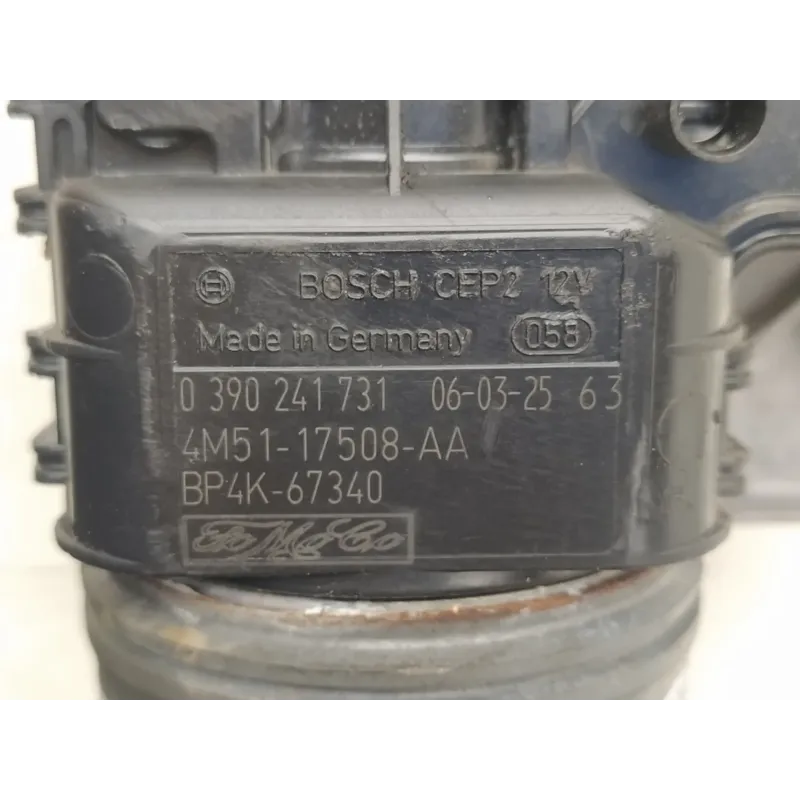 BOSCH CEP2 12V
Made in Germany 058
0 390 241 731 06-03-25 63
4M51-17508-AA
BP4K-67340
FoMoCo